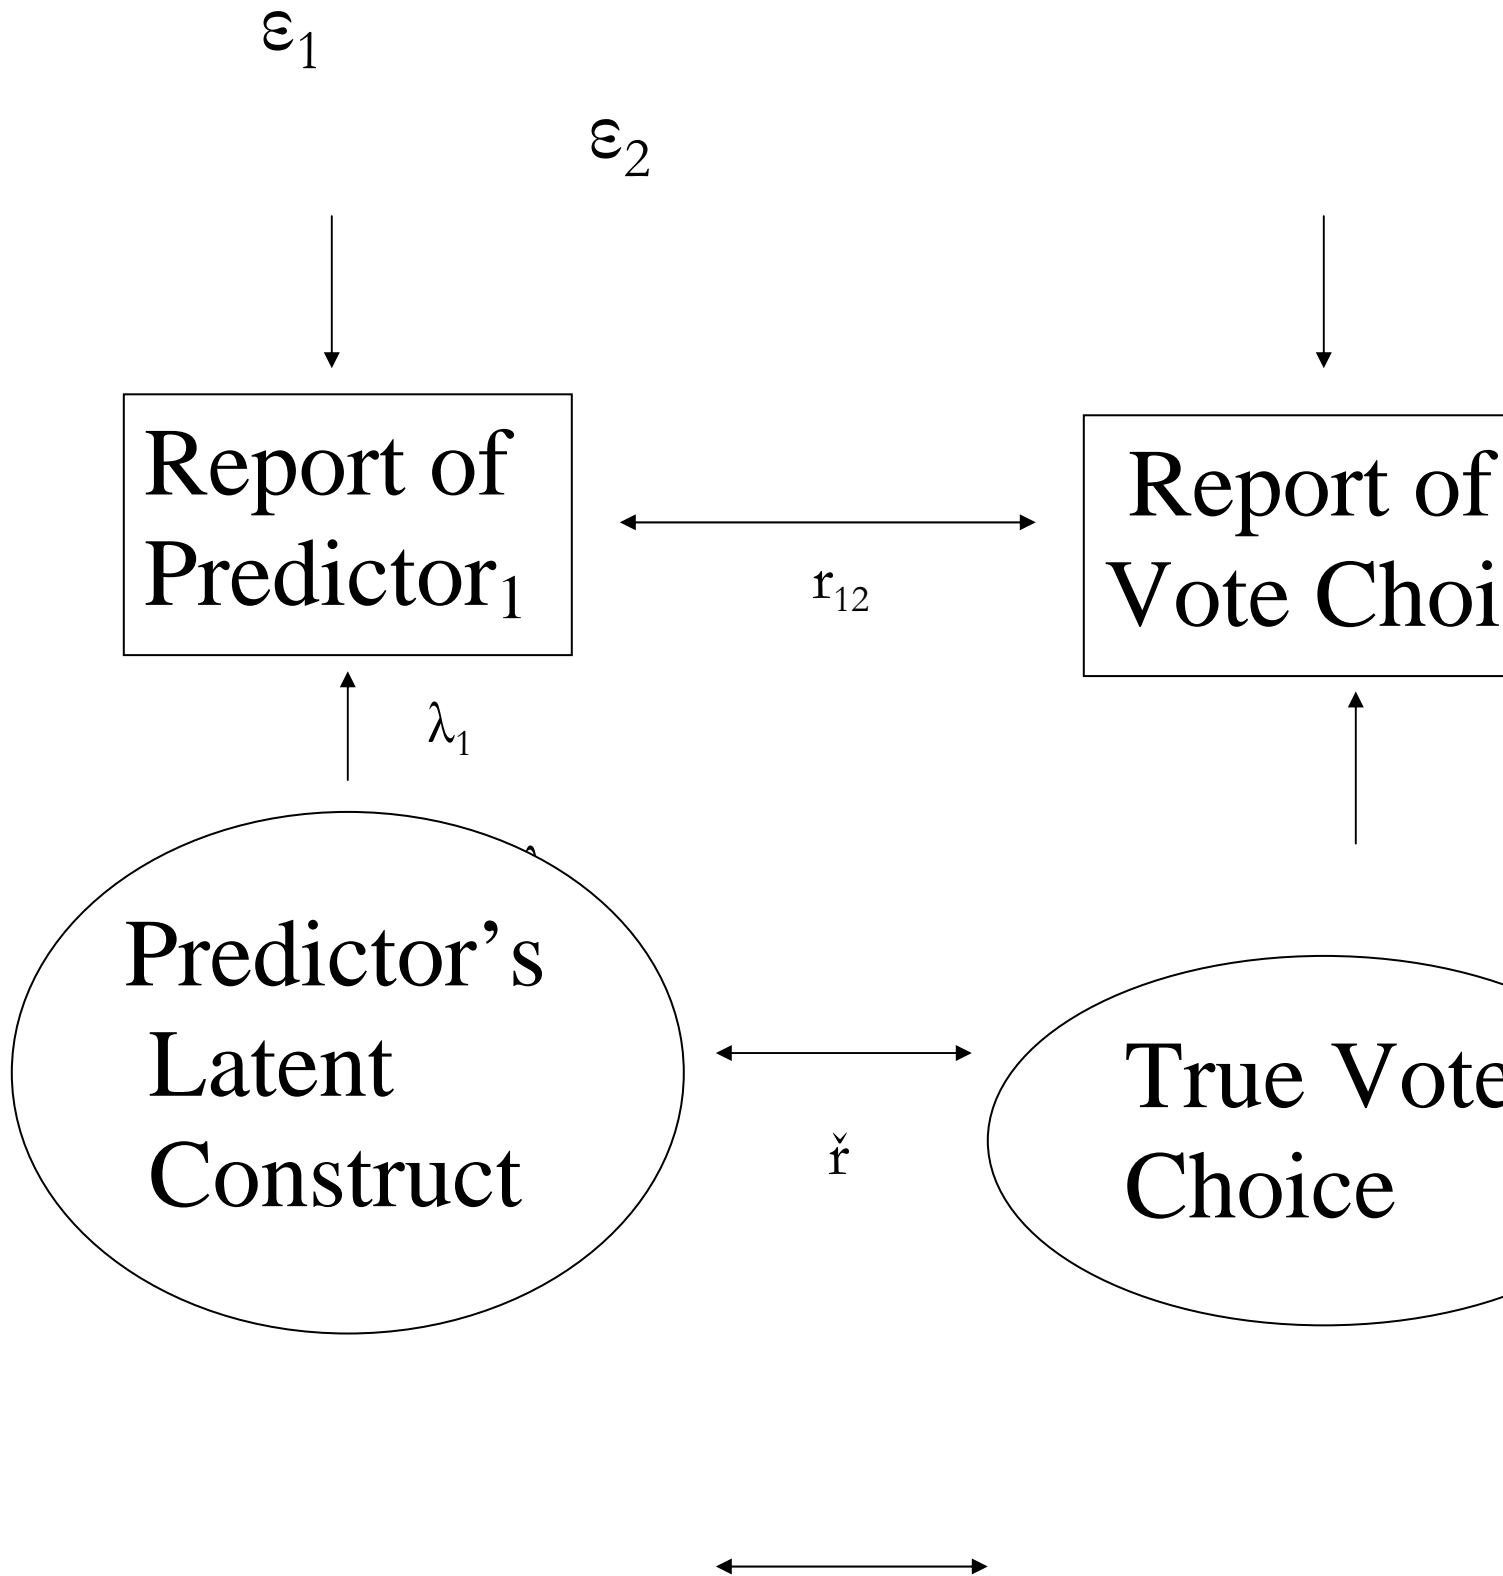 ε1
ε2
Report of
Predictor1
Report of
Vote Choi
r12
λ1
Predictor’s
Latent
Construct
True Vote
Choice
ř